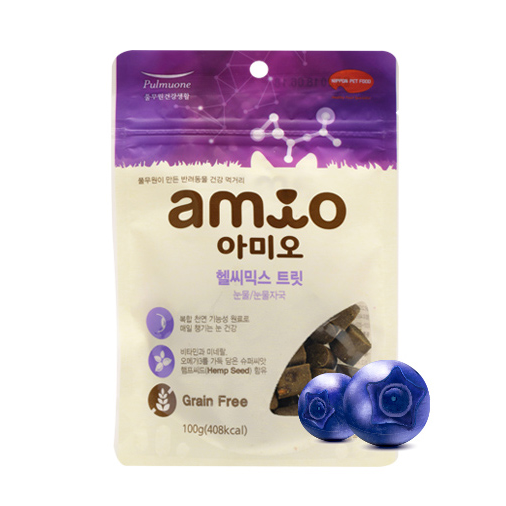 Pulmuone
풀무원건강생활
NIPPON PET FOOD
풀무원이 만든 반려동물 건강 먹거리
amio
아미오
헬씨믹스 트릿
눈물/눈물자국
복합 천연 기능성 원료로
매일 챙기는 눈 건강
비타민과 미네랄,
오메가3를 가득 담은 슈퍼씨앗
햄프씨드(Hemp Seed) 함유
Grain Free
100g(408kcal)